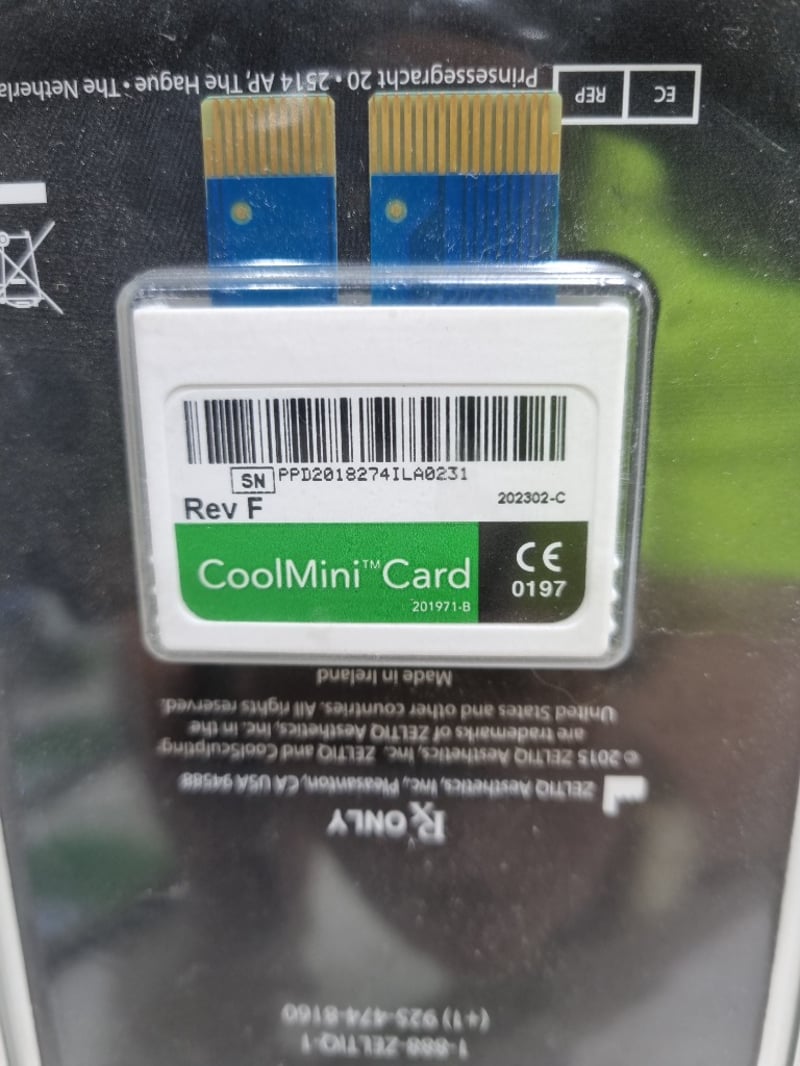 EC REP Prinsessegracht 20 • 2514 AP, The Hague • The
SN PPD2018274ILA0231
Rev F
202302-C
CoolMini™ Card
201971-B
CE
0197
1-888-ZELTIQ-1
(+1) 925-474-8160
Rx ONLY
ZELTIQ Aesthetics, Inc., Pleasanton, CA USA 94588
© 2015 ZELTIQ Aesthetics, Inc. ZELTIQ and CoolSculpting
are trademarks of ZELTIQ Aesthetics, Inc. in the
United States and other countries. All rights reserved.
Made in Ireland